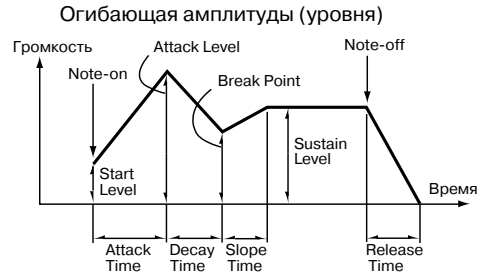 Огибающая амплитуды (уровня)
Громкость
Attack Level
Note-off
Note-on
Break Point
Start
Level
Sustain
Level
Время
Attack
Time
Decay
Time
Slope
Time
Release
Time